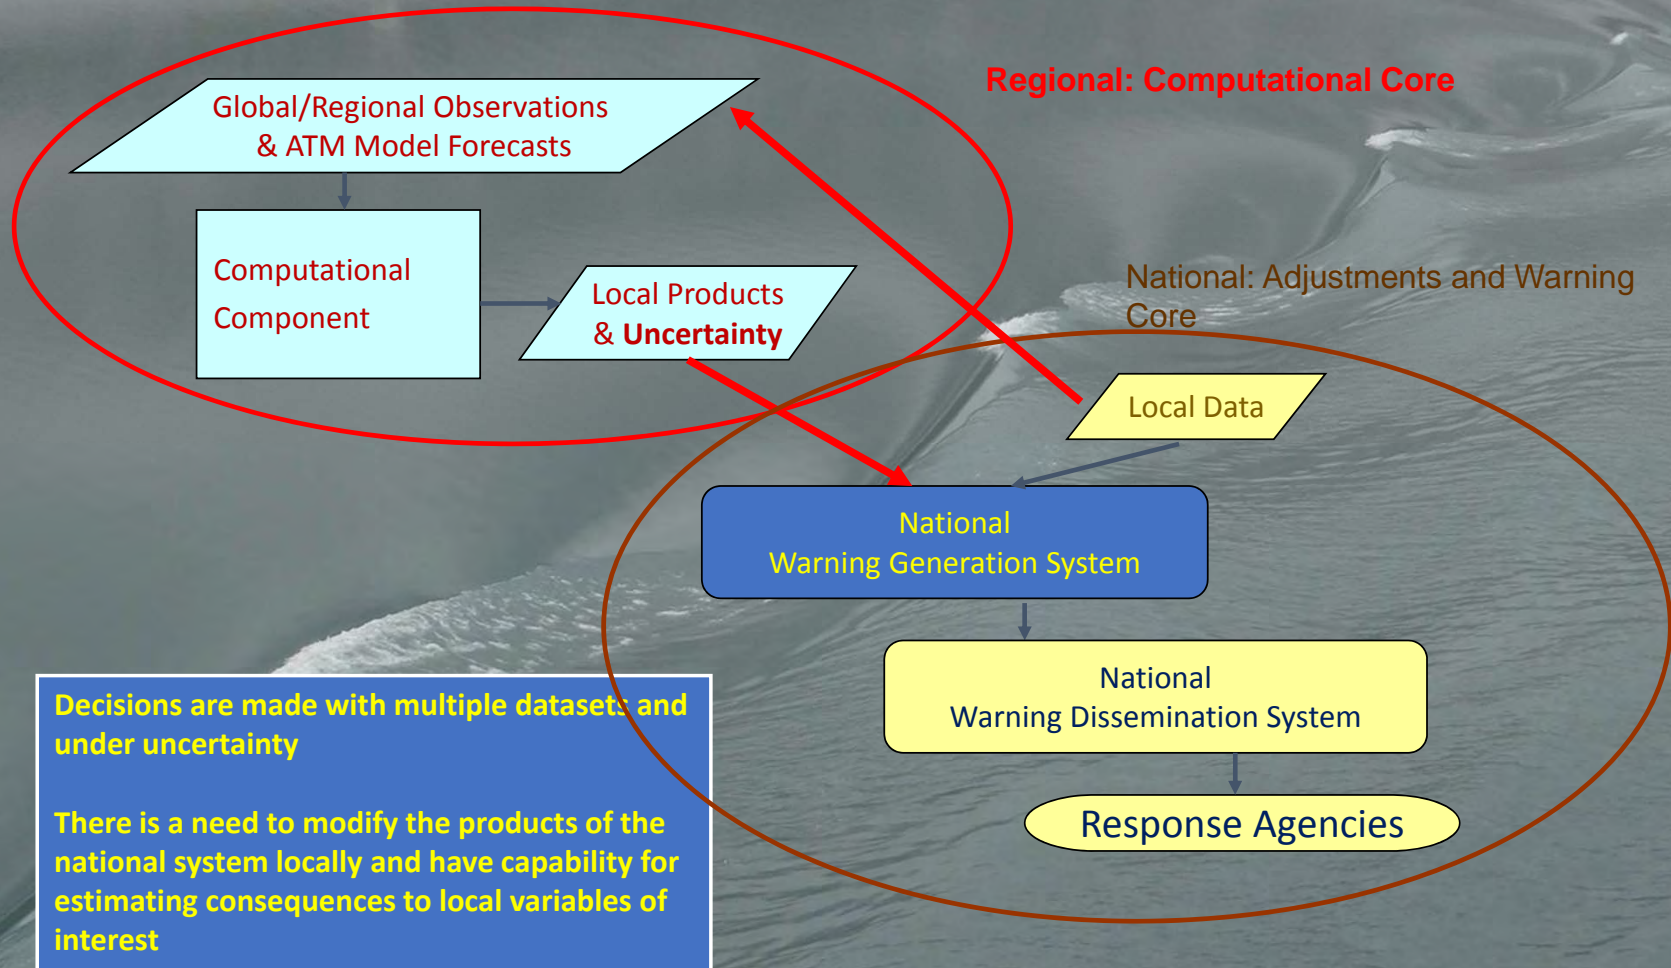 Regional: Computational Core
Global/Regional Observations
& ATM Model Forecasts
Computational
Component
Local Products
& Uncertainty
National: Adjustments and Warning
Core
Local Data
National
Warning Generation System
National
Warning Dissemination System
Response Agencies
Decisions are made with multiple datasets and
under uncertainty
There is a need to modify the products of the
national system locally and have capability for
estimating consequences to local variables of
interest